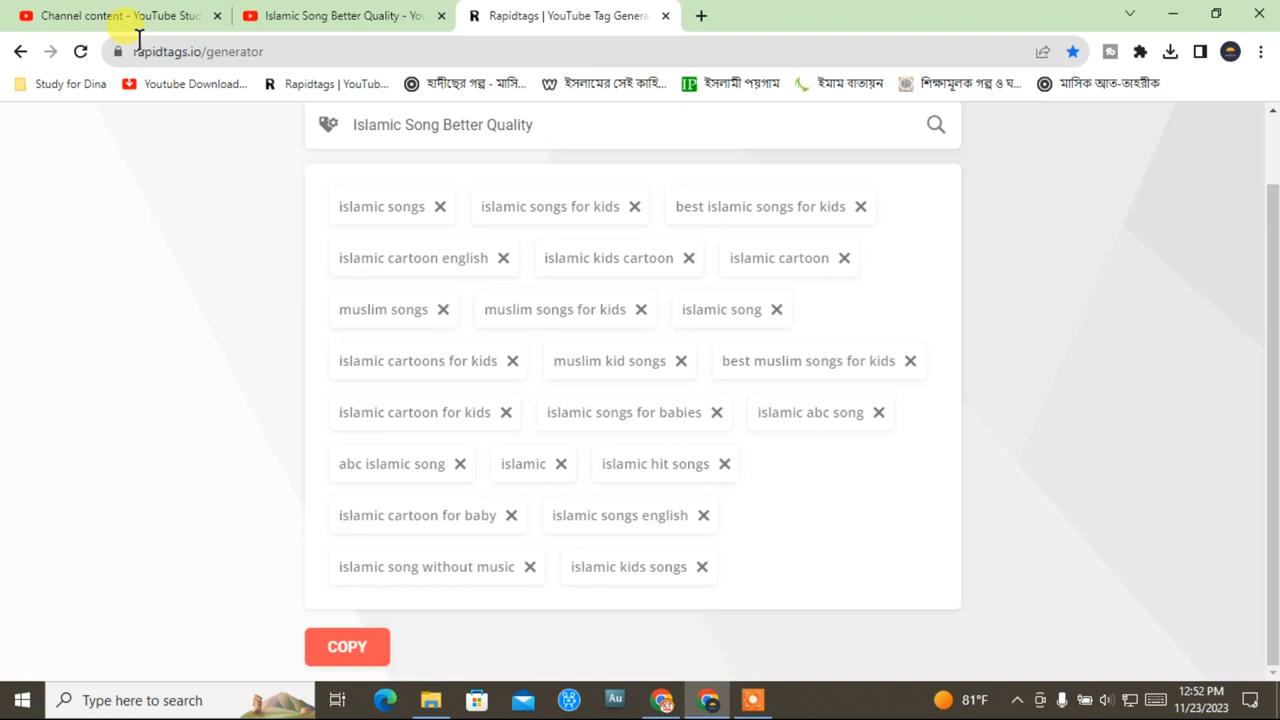 Channel content - YouTube Stud
Islamic Song Better Quality - You
Rapidtags | YouTube Tag Genera
rapidtags.io/generator
Study for Dina
Youtube Download...
Rapidtags | YouTub...
হাদীছের গল্প - মাসি...
ইসলামের সেই কাহি...
ইসলামী পয়গাম
ইমাম বাতায়ন
শিক্ষামূলক গল্প ও ঘ...
মাসিক আত-তাহরীক
Islamic Song Better Quality
islamic songs
islamic songs for kids
best islamic songs for kids
islamic cartoon english
islamic kids cartoon
islamic cartoon
muslim songs
muslim songs for kids
islamic song
islamic cartoons for kids
muslim kid songs
best muslim songs for kids
islamic cartoon for kids
islamic songs for babies
islamic abc song
abc islamic song
islamic
islamic hit songs
islamic cartoon for baby
islamic songs english
islamic song without music
islamic kids songs
COPY
Type here to search
Au
81°F
12:52 PM
11/23/2023